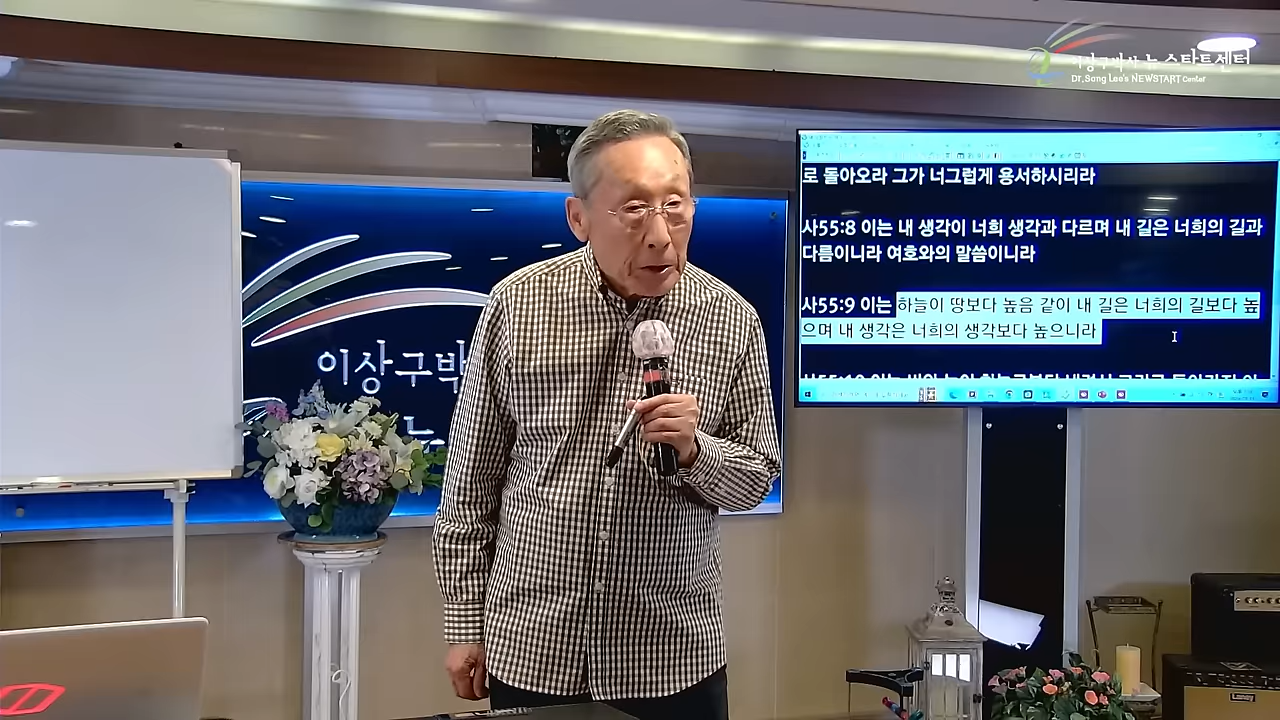 이상구박사 뉴스타트센터
Dr. Sang Lee's NEWSTART Center
로 돌아오라 그가 너그럽게 용서하시리라
사55:8 이는 내 생각이 너희 생각과 다르며 내 길은 너희의 길과
다름이니라 여호와의 말씀이니라
사55:9 이는 하늘이 땅보다 높음 같이 내 길은 너희의 길보다 높
으며 내 생각은 너희의 생각보다 높으니라
이상구박
뉴
Laney